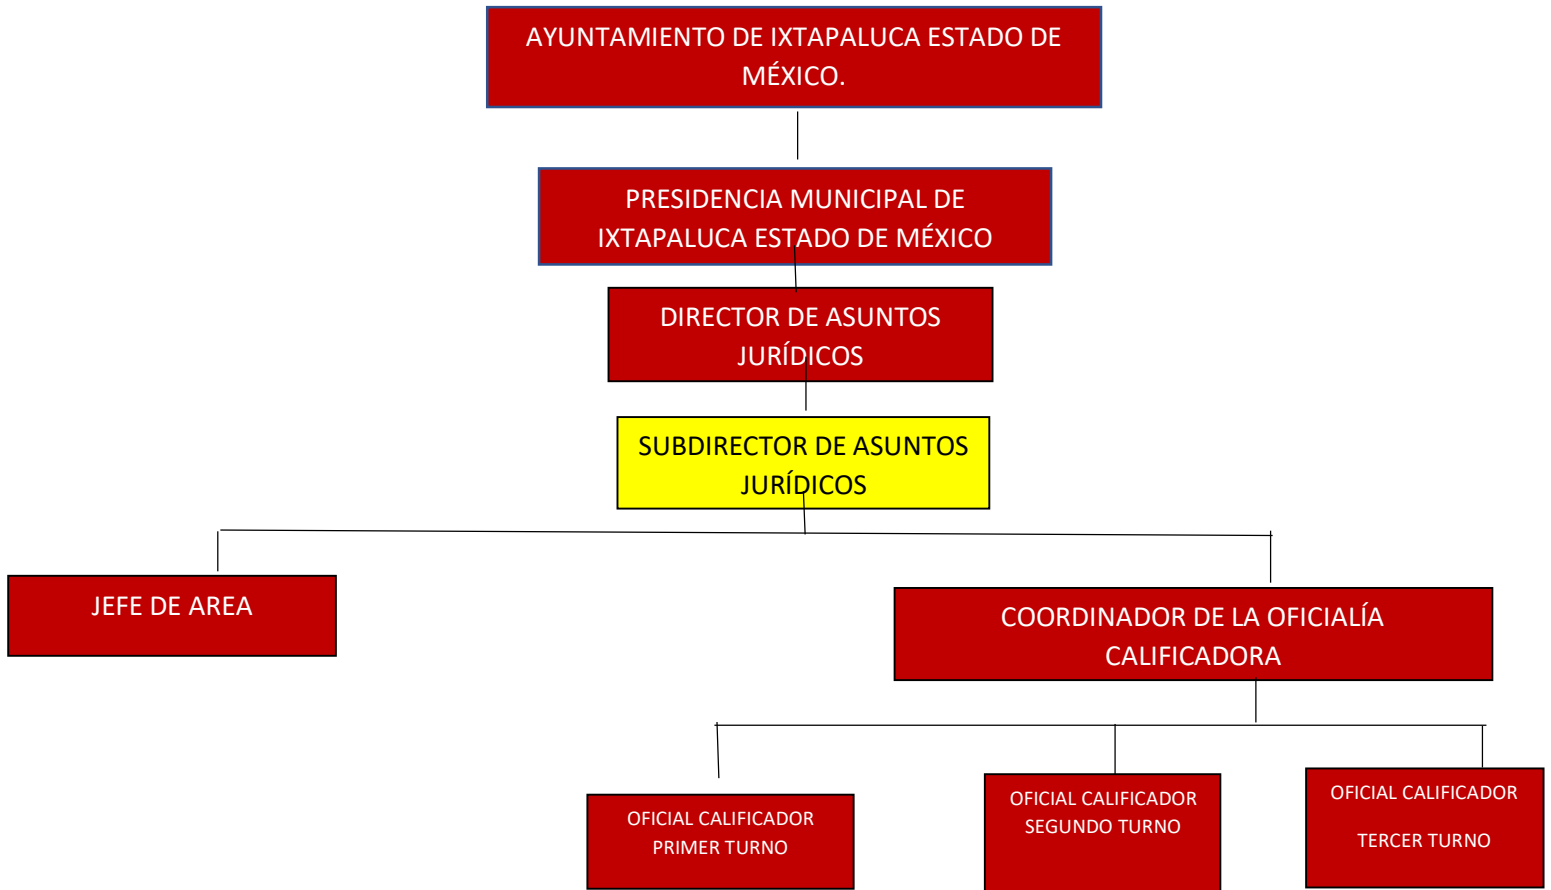 AYUNTAMIENTO DE IXTAPALUCA ESTADO DE
MÉXICO.
PRESIDENCIA MUNICIPAL DE
IXTAPALUCA ESTADO DE MÉXICO
DIRECTOR DE ASUNTOS
JURÍDICOS
SUBDIRECTOR DE ASUNTOS
JURÍDICOS
JEFE DE AREA
COORDINADOR DE LA OFICIALÍA
CALIFICADORA
OFICIAL CALIFICADOR
PRIMER TURNO
OFICIAL CALIFICADOR
SEGUNDO TURNO
OFICIAL CALIFICADOR
TERCER TURNO